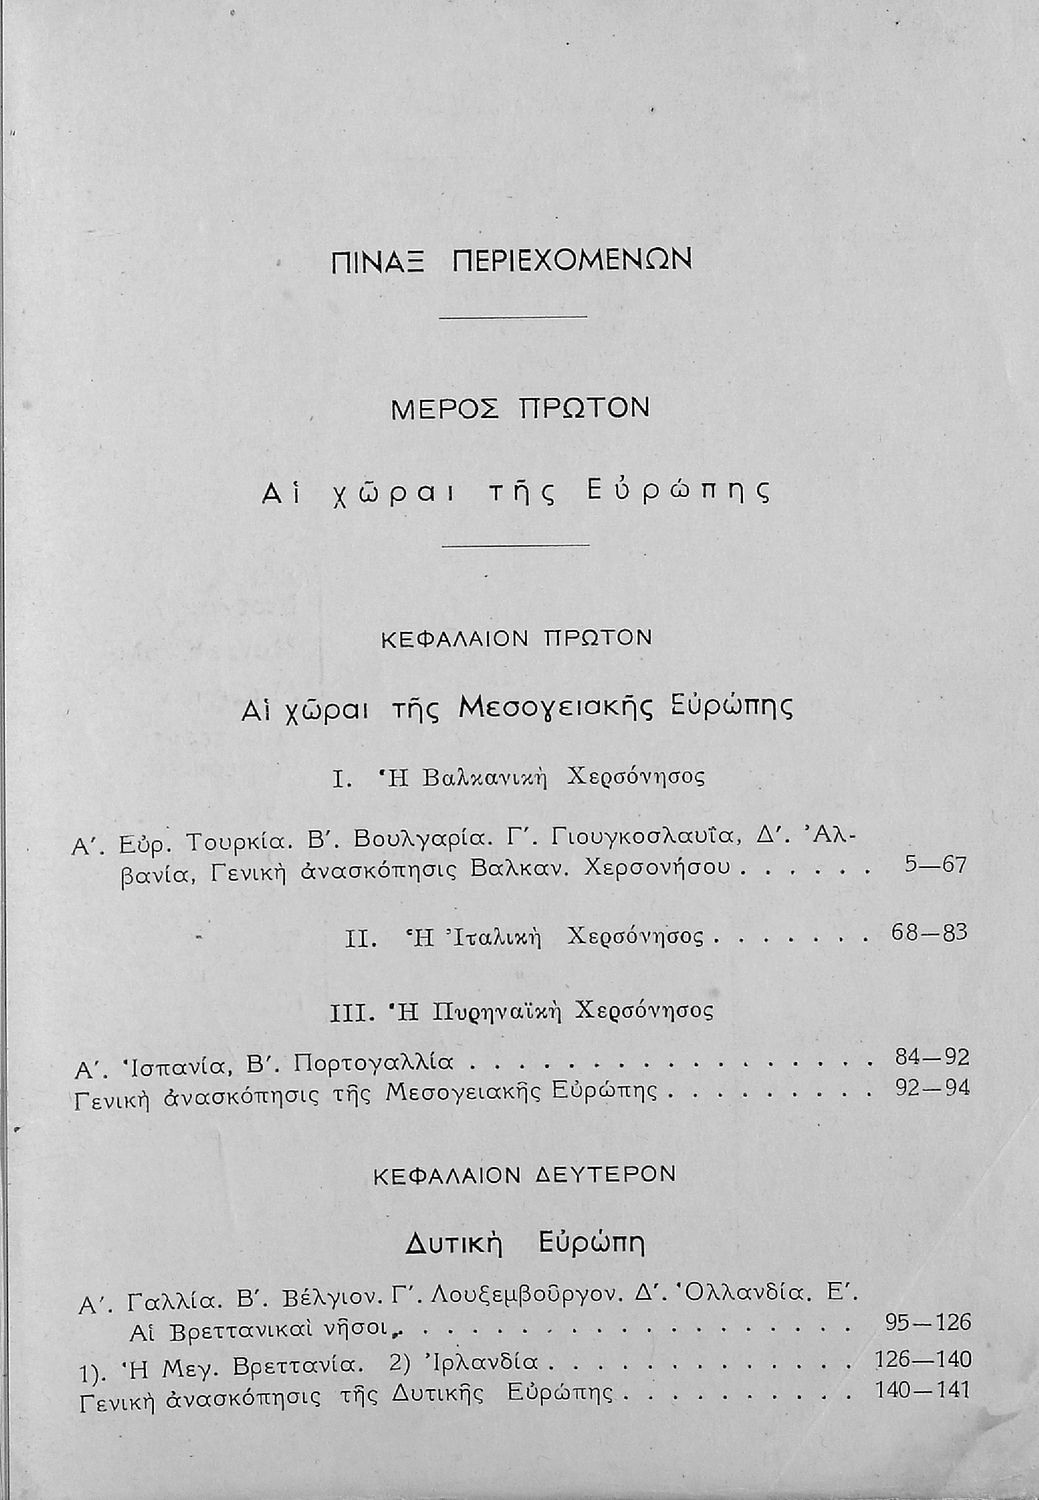 ΠΙΝΑΞ ΠΕΡΙΕΧΟΜΕΝΩΝ
ΜΕΡΟΣ ΠΡΩΤΟΝ
Αἱ χῶραι τῆς Εὐρώπης
ΚΕΦΑΛΑΙΟΝ ΠΡΩΤΟΝ
Αἱ χῶραι τῆς Μεσογειακῆς Εὐρώπης
I. Ἡ Βαλκανικὴ Χερσόνησος
Α΄. Εὐρ. Τουρκία. Β΄. Βουλγαρία. Γ΄. Γιουγκοσλαυΐα, Δ΄. Ἀλ-
βανία, Γενικὴ ἀνασκόπησις Βαλκαν. Χερσονήσου . . . . . . 5—67
II. Ἡ Ἰταλικὴ Χερσόνησος . . . . . . . 68—83
III. Ἡ Πυρηναϊκὴ Χερσόνησος
Α΄. Ἱσπανία, Β΄. Πορτογαλλία . . . . . . . . . . . . . . . . . 84—92
Γενικὴ ἀνασκόπησις τῆς Μεσογειακῆς Εὐρώπης . . . . . . . . . 92—94
ΚΕΦΑΛΑΙΟΝ ΔΕΥΤΕΡΟΝ
Δυτικὴ Εὐρώπη
Α΄. Γαλλία. Β΄. Βέλγιον. Γ΄. Λουξεμβοῦργον. Δ΄. Ὁλλανδία. Ε΄.
Αἱ Βρεττανικαὶ νῆσοι, . . . . . . . . . . . . . . . . . . . 95—126
1). Ἡ Μεγ. Βρεττανία. 2) Ἰρλανδία . . . . . . . . . . . . . 126—140
Γενικὴ ἀνασκόπησις τῆς Δυτικῆς Εὐρώπης . . . . . . . . . . 140—141